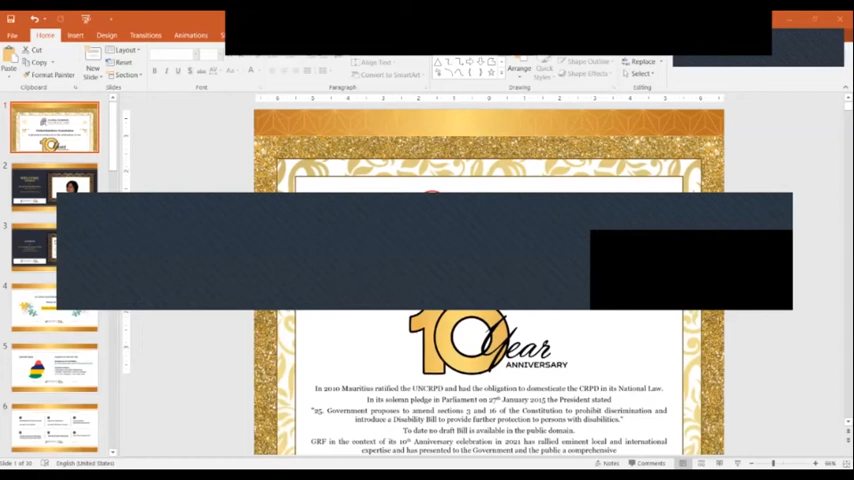 File
Home
Insert
Design
Transitions
Animations
Cut
Copy
Format Painter
Paste
Clipboard
New
Slide
Layout
Reset
Section
Slides
Font
Align Text
Convert to SmartArt
Paragraph
Arrange
Quick
Styles
Shape Outline
Shape Effects
Drawing
Replace
Select
Editing
1
2
3
4
5
6
10 Year
ANNIVERSARY
In 2010 Mauritius ratified the UNCRPD and had the obligation to domesticate the CRPD in its National Law.
In its solemn pledge in Parliament on 27th January 2015 the President stated
"25. Government proposes to amend sections 3 and 16 of the Constitution to prohibit discrimination and
introduce a Disability Bill to provide further protection to persons with disabilities."
To date no draft Bill is available in the public domain.
GRF in the context of its 10th Anniversary celebration in 2021 has rallied eminent local and international
expertise and has presented to the Government and the public a comprehensive
Slide 1 of 30
English (United States)
Notes
Comments
66%